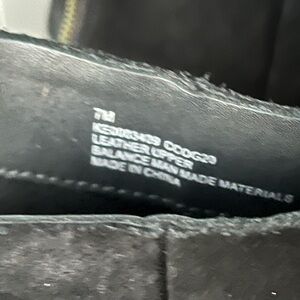 7M
LEATHER UPPER
BALANCE MAN MADE MATERIALS
MADE IN CHINA